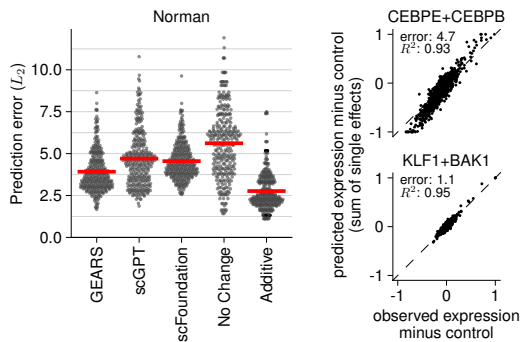 Norman
Prediction error (L2)
10.0
7.5
5.0
2.5
0.0
GEARS
scGPT
scFoundation
No Change
Additive
predicted expression minus control
(sum of single effects)
CEBPE+CEBPB
error: 4.7
R²: 0.93
1
0
-1
KLF1+BAK1
error: 1.1
R²: 0.95
1
0
-1
-1 0 1
observed expression
minus control